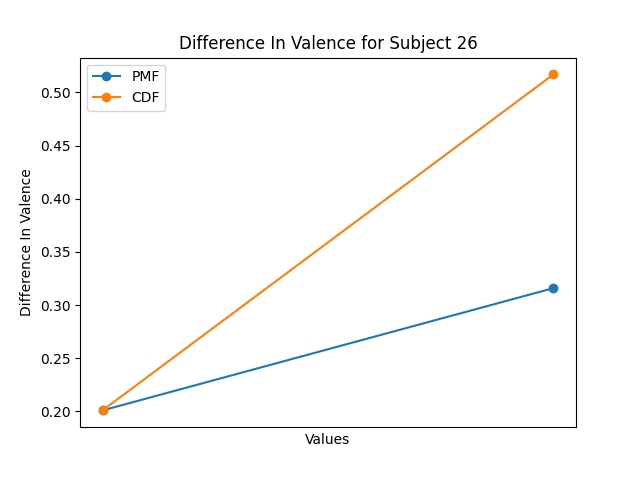 Difference In Valence for Subject 26
PMF
CDF
0.50
0.45
0.40
0.35
0.30
0.25
0.20
Difference In Valence
Values